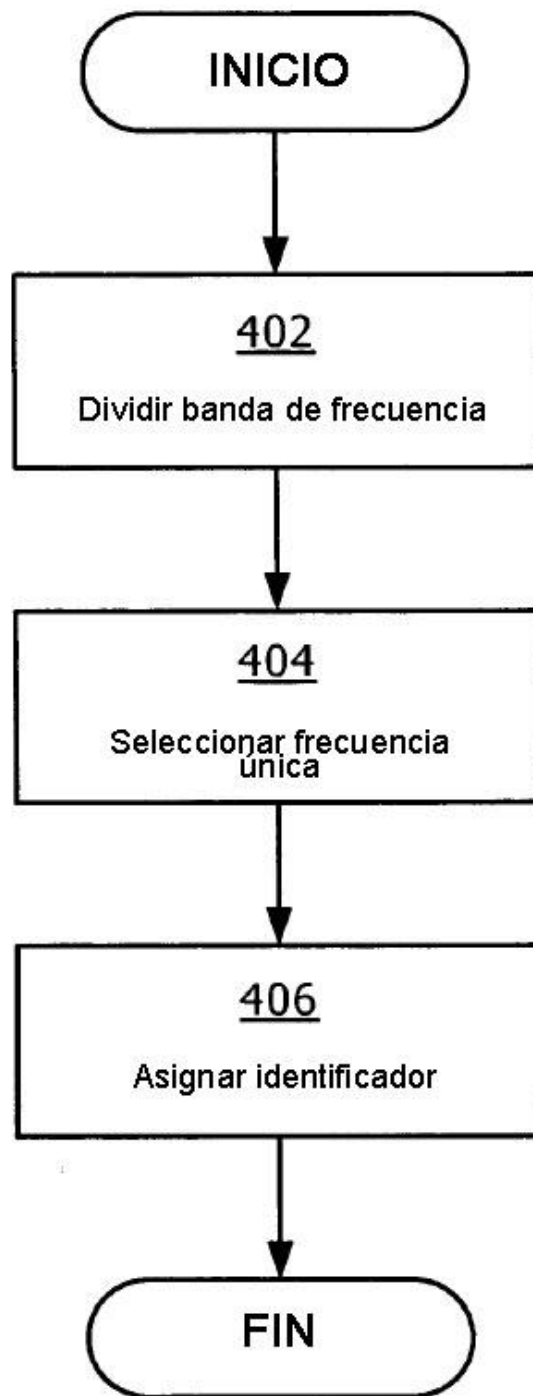 INICIO
402
Dividir banda de frecuencia
404
Seleccionar frecuencia
única
406
Asignar identificador
FIN